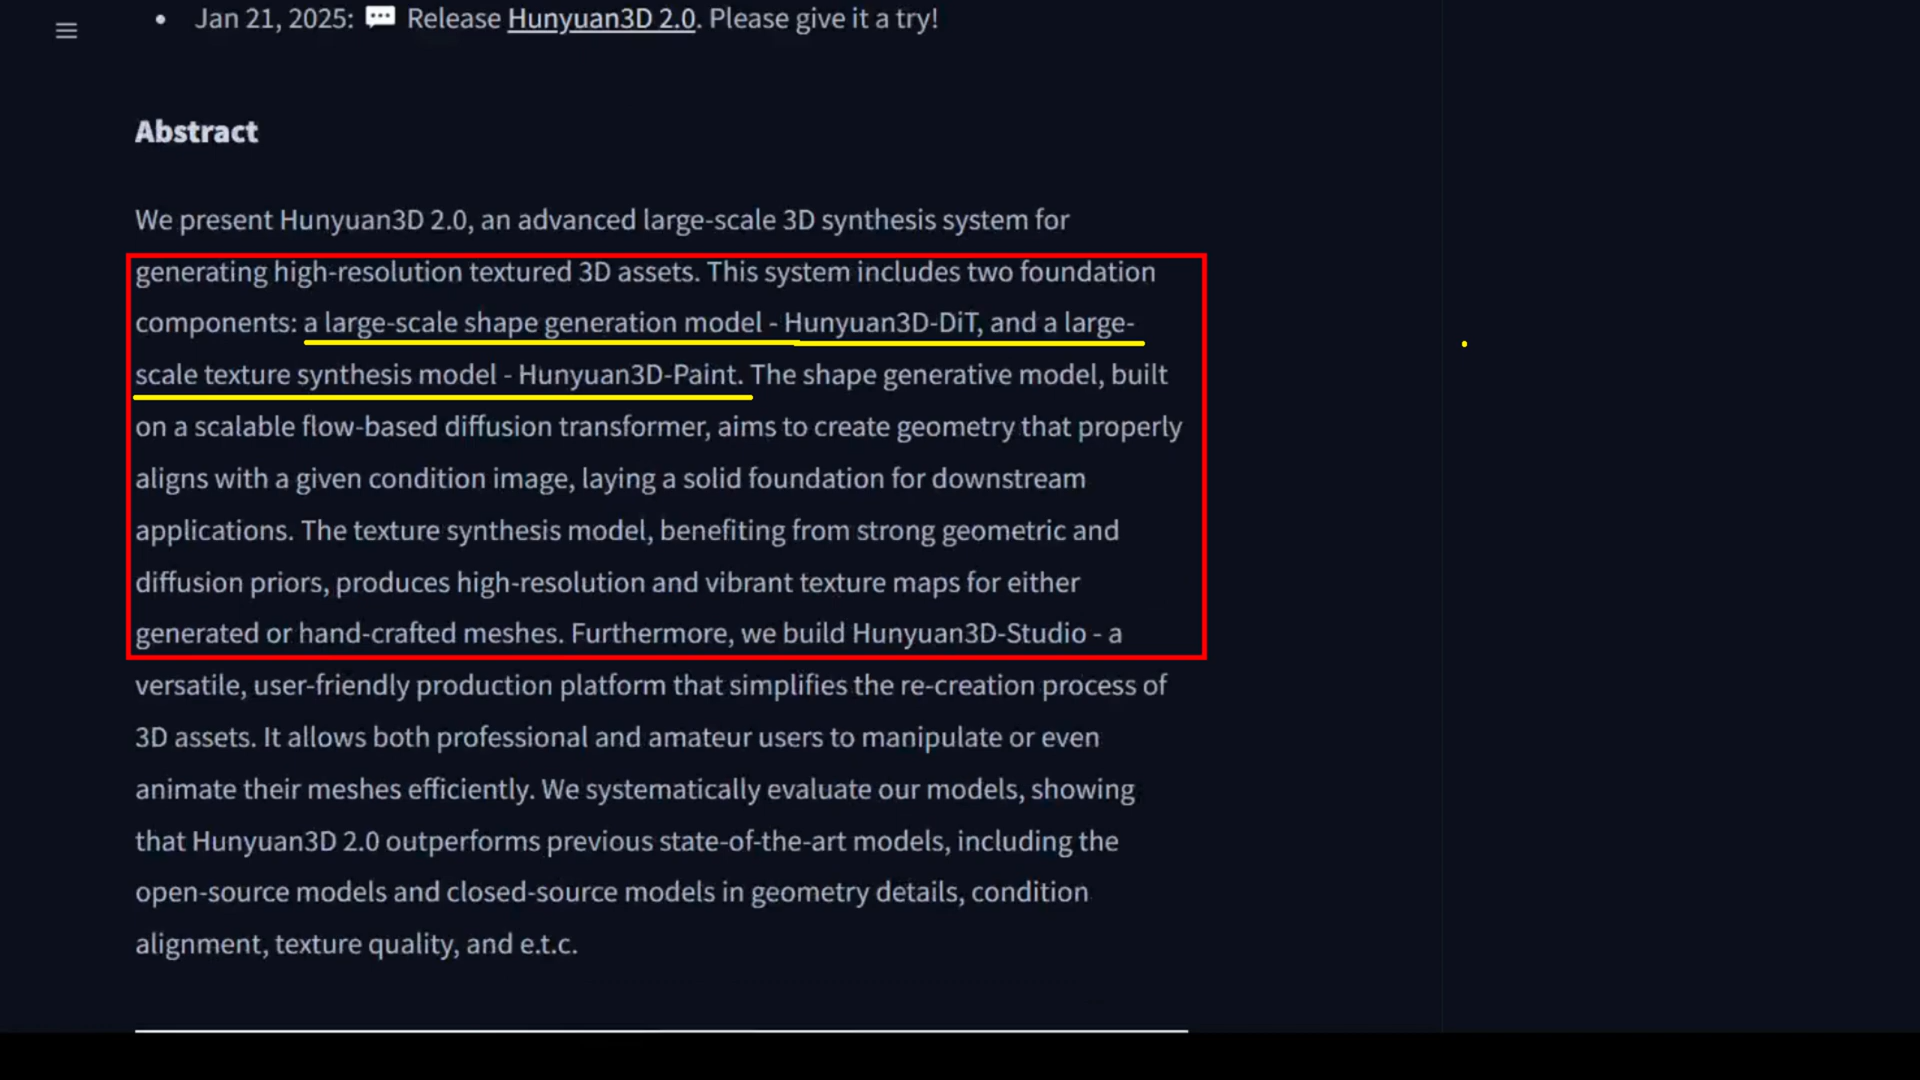 Jan 21, 2025: 💬 Release Hunyuan3D 2.0. Please give it a try!
Abstract
We present Hunyuan3D 2.0, an advanced large-scale 3D synthesis system for
generating high-resolution textured 3D assets. This system includes two foundation
components: a large-scale shape generation model - Hunyuan3D-DiT, and a large-
scale texture synthesis model - Hunyuan3D-Paint. The shape generative model, built
on a scalable flow-based diffusion transformer, aims to create geometry that properly
aligns with a given condition image, laying a solid foundation for downstream
applications. The texture synthesis model, benefiting from strong geometric and
diffusion priors, produces high-resolution and vibrant texture maps for either
generated or hand-crafted meshes. Furthermore, we build Hunyuan3D-Studio - a
versatile, user-friendly production platform that simplifies the re-creation process of
3D assets. It allows both professional and amateur users to manipulate or even
animate their meshes efficiently. We systematically evaluate our models, showing
that Hunyuan3D 2.0 outperforms previous state-of-the-art models, including the
open-source models and closed-source models in geometry details, condition
alignment, texture quality, and e.t.c.